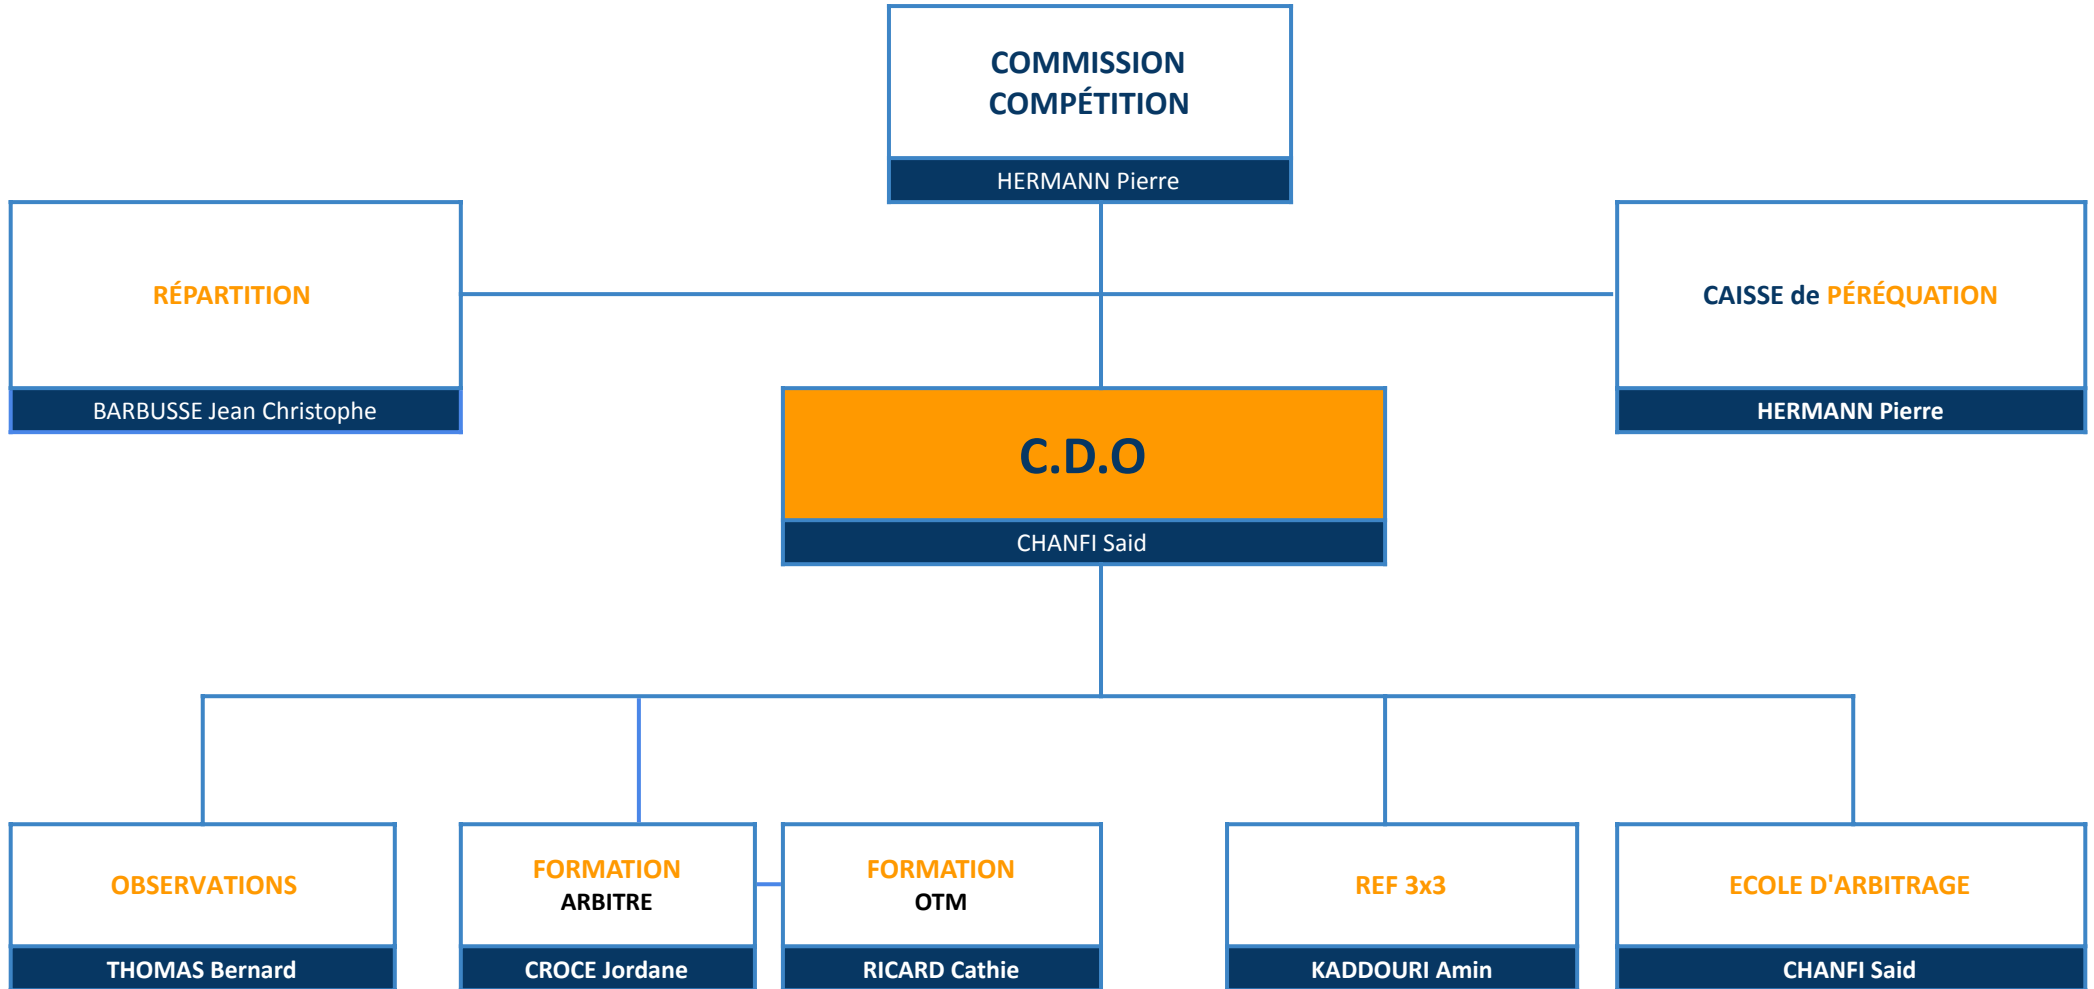 COMMISSION
COMPÉTITION
HERMANN Pierre
RÉPARTITION
BARBUSSE Jean Christophe
CAISSE de PÉRÉQUATION
HERMANN Pierre
C.D.O
CHANFI Said
OBSERVATIONS
THOMAS Bernard
FORMATION
ARBITRE
CROCE Jordane
FORMATION
OTM
RICARD Cathie
REF 3x3
KADDOURI Amin
ECOLE D'ARBITRAGE
CHANFI Said